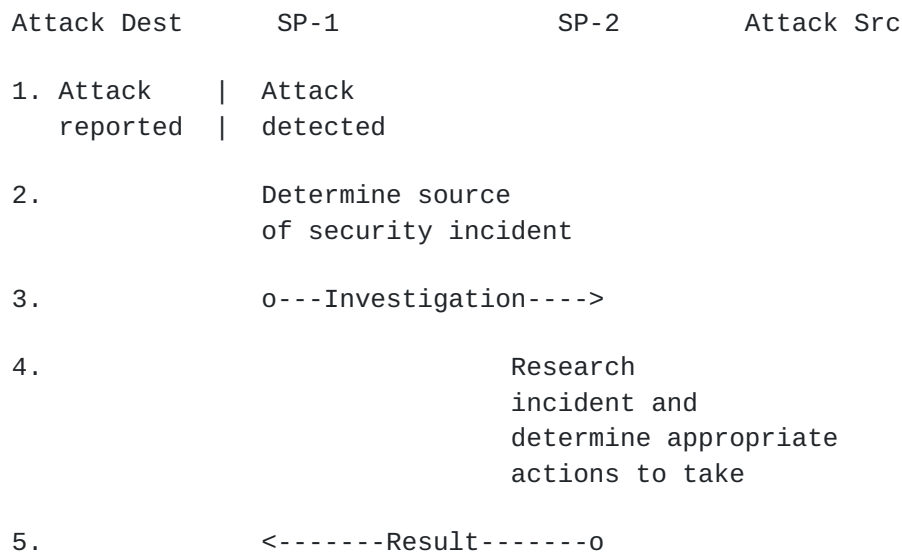 Attack Dest      SP-1              SP-2        Attack Src
1. Attack    |  Attack
   reported  |  detected
2.              Determine source
                of security incident
3.              o---Investigation---->
4.                              Research
                                incident and
                                determine appropriate
                                actions to take
5.              <-------Result-------o